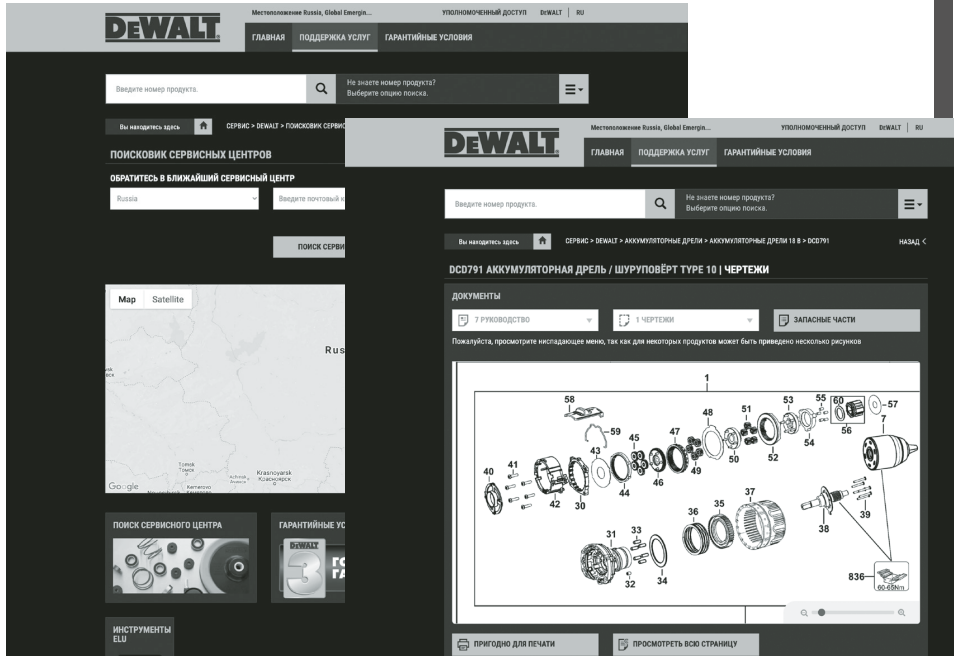 DEWALT
Местоположение Russia, Global Emergin...
УПОЛНОМОЧЕННЫЙ ДОСТУП DEWALT RU
ГЛАВНАЯ ПОДДЕРЖКА УСЛУГ ГАРАНТИЙНЫЕ УСЛОВИЯ
Введите номер продукта.
Не знаете номер продукта?
Выберите опцию поиска.
Вы находитесь здесь
СЕРВИС > DEWALT > ПОИСКОВИК СЕРВИС
ПОИСКОВИК СЕРВИСНЫХ ЦЕНТРОВ
ОБРАТИТЕСЬ В БЛИЖАЙШИЙ СЕРВИСНЫЙ ЦЕНТР
Russia
Введите почтовый к
ПОИСК СЕРВИ
Map Satellite
Rus
Tomsk
Томск
Krasnoyarsk
Красноярск
Kemerovo
Google
ПОИСК СЕРВИСНОГО ЦЕНТРА
ГАРАНТИЙНЫЕ УС
DEWALT
3
ИНСТРУМЕНТЫ
ELU
DEWALT
Местоположение Russia, Global Emergin...
УПОЛНОМОЧЕННЫЙ ДОСТУП DEWALT RU
ГЛАВНАЯ ПОДДЕРЖКА УСЛУГ ГАРАНТИЙНЫЕ УСЛОВИЯ
Введите номер продукта.
Не знаете номер продукта?
Выберите опцию поиска.
Вы находитесь здесь
СЕРВИС > DEWALT > АККУМУЛЯТОРНЫЕ ДРЕЛИ > АККУМУЛЯТОРНЫЕ ДРЕЛИ 18 В > DCD791
НАЗАД <
DCD791 АККУМУЛЯТОРНАЯ ДРЕЛЬ / ШУРУПОВЁРТ TYPE 10 | ЧЕРТЕЖИ
ДОКУМЕНТЫ
7 РУКОВОДСТВО
1 ЧЕРТЕЖИ
ЗАПАСНЫЕ ЧАСТИ
Пожалуйста, просмотрите ниспадающее меню, так как для некоторых продуктов может быть приведено несколько рисунков
1
58 59 48 51 53 55 60 57
7
40 41 42 30 43 44 45 46 47 49 50 52 54 56
31 32 33 34 36 35 37 38 39
836
60-65Nm
ПРИГОДНО ДЛЯ ПЕЧАТИ
ПРОСМОТРЕТЬ ВСЮ СТРАНИЦУ